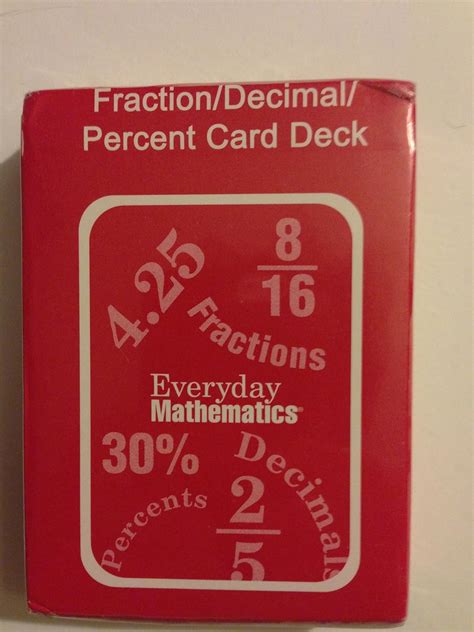 Fraction/Decimal/
Percent Card Deck
4.25
8
16
Fractions
Everyday
Mathematics®
30%
Decimals
Percents
2
5